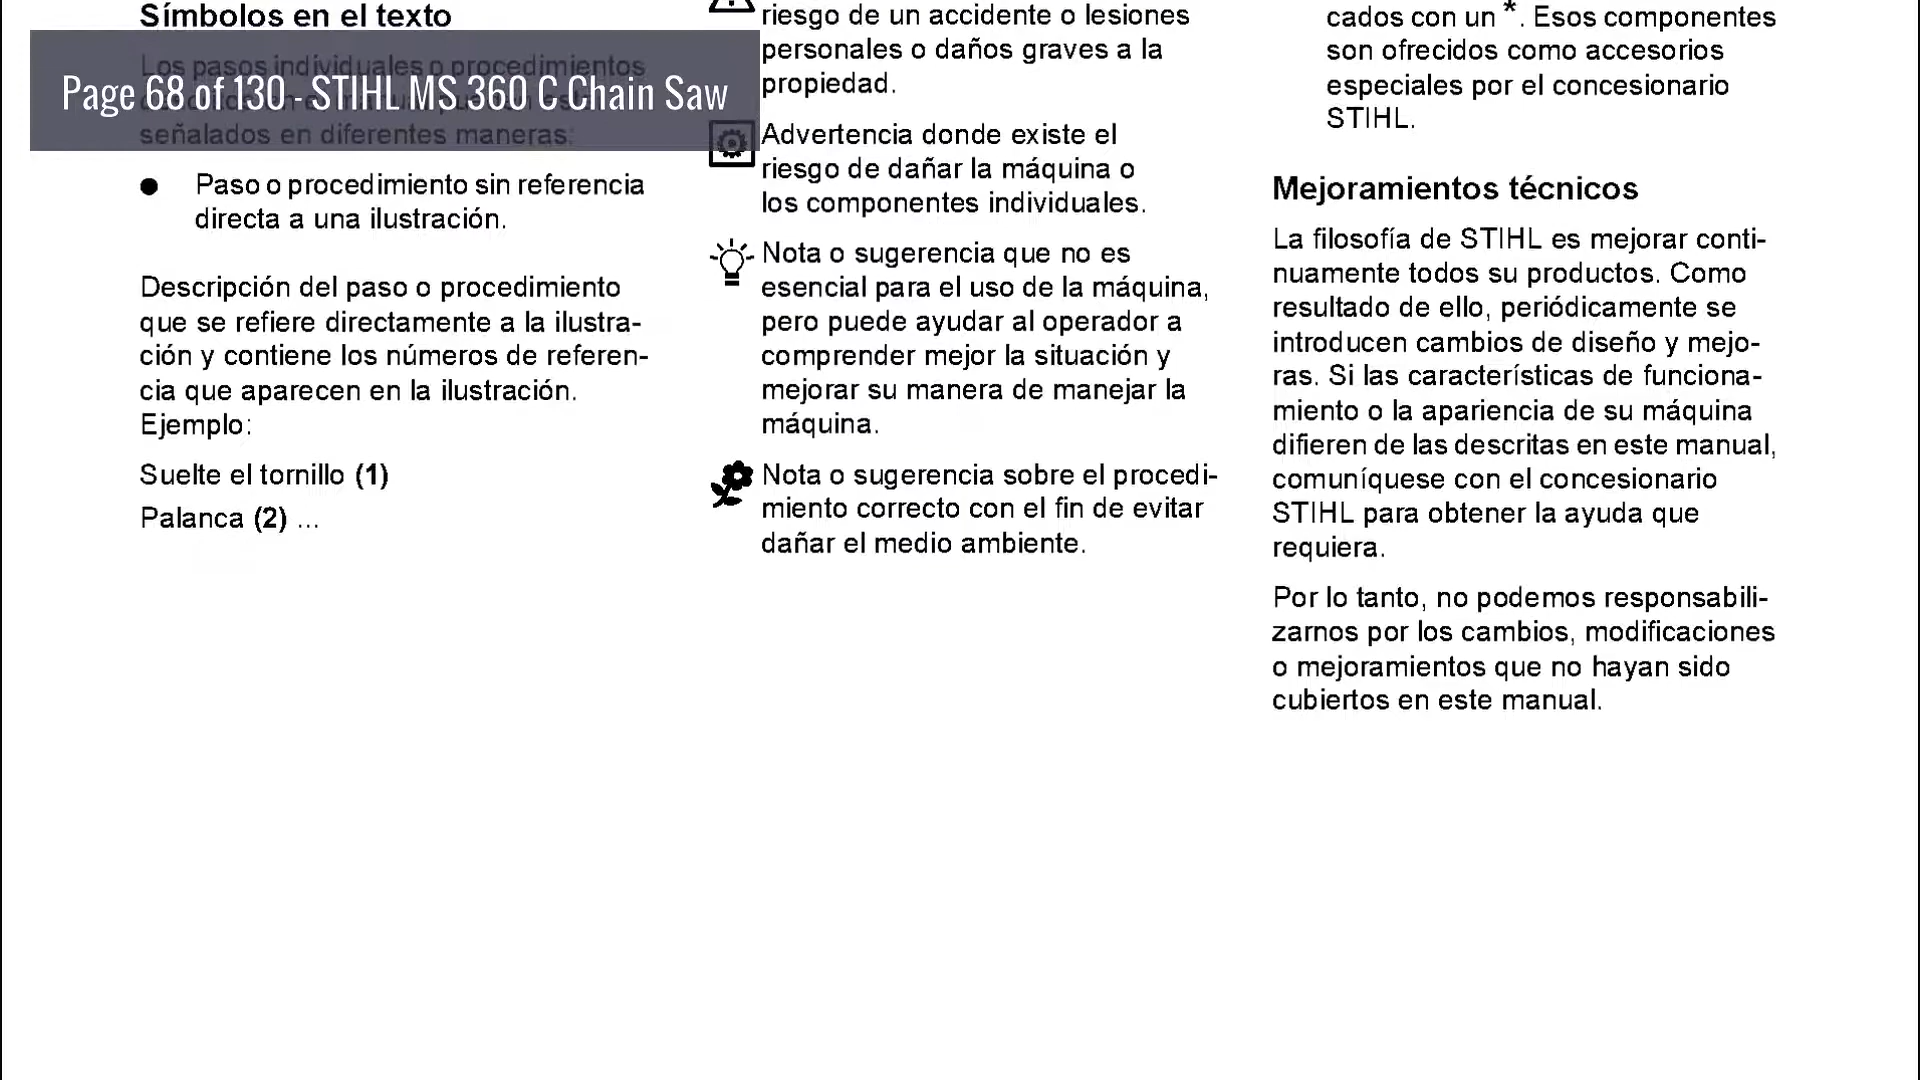 Símbolos en el texto
Page 68 of 130 - STIHL MS 360 C Chain Saw
Los pasos individuales o procedimientos
señalados en diferentes maneras:
● Paso o procedimiento sin referencia
directa a una ilustración.
Descripción del paso o procedimiento
que se refiere directamente a la ilustra-
ción y contiene los números de referen-
cia que aparecen en la ilustración.
Ejemplo:
Suelte el tornillo (1)
Palanca (2) ...
riesgo de un accidente o lesiones
personales o daños graves a la
propiedad.
Advertencia donde existe el
riesgo de dañar la máquina o
los componentes individuales.
Nota o sugerencia que no es
esencial para el uso de la máquina,
pero puede ayudar al operador a
comprender mejor la situación y
mejorar su manera de manejar la
máquina.
Nota o sugerencia sobre el procedi-
miento correcto con el fin de evitar
dañar el medio ambiente.
cados con un *. Esos componentes
son ofrecidos como accesorios
especiales por el concesionario
STIHL.
Mejoramientos técnicos
La filosofía de STIHL es mejorar conti-
nuamente todos su productos. Como
resultado de ello, periódicamente se
introducen cambios de diseño y mejo-
ras. Si las características de funciona-
miento o la apariencia de su máquina
difieren de las descritas en este manual,
comuníquese con el concesionario
STIHL para obtener la ayuda que
requiera.
Por lo tanto, no podemos responsabili-
zarnos por los cambios, modificaciones
o mejoramientos que no hayan sido
cubiertos en este manual.